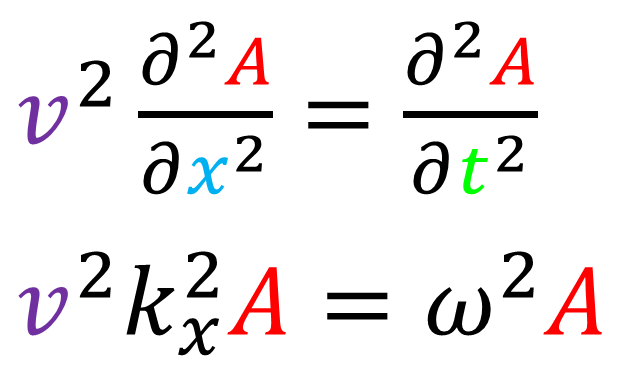 v² ∂²A/∂x² = ∂²A/∂t²
v²kₓ²A = ω²A